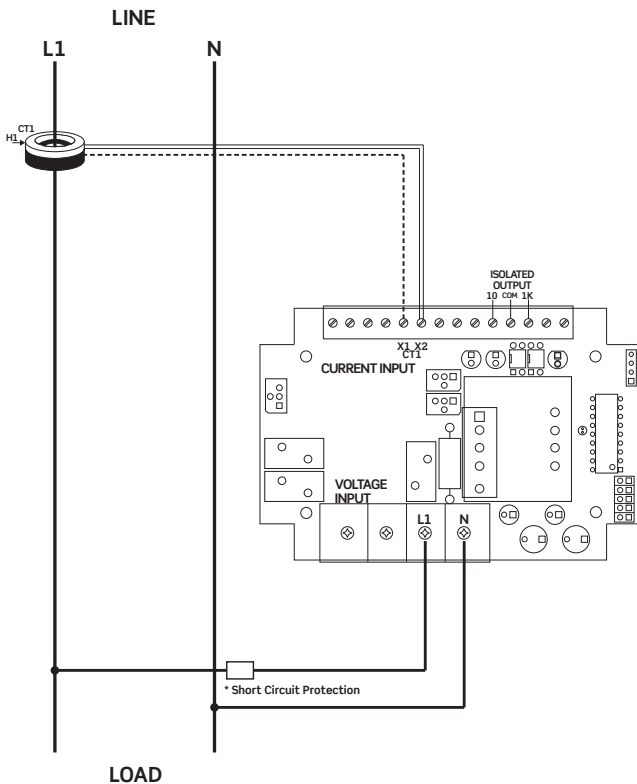 LINE
L1 N
CT1
H1
ISOLATED
OUTPUT
10 COM 1K
X1 X2
CT1
CURRENT INPUT
VOLTAGE
INPUT
L1 N
* Short Circuit Protection
LOAD